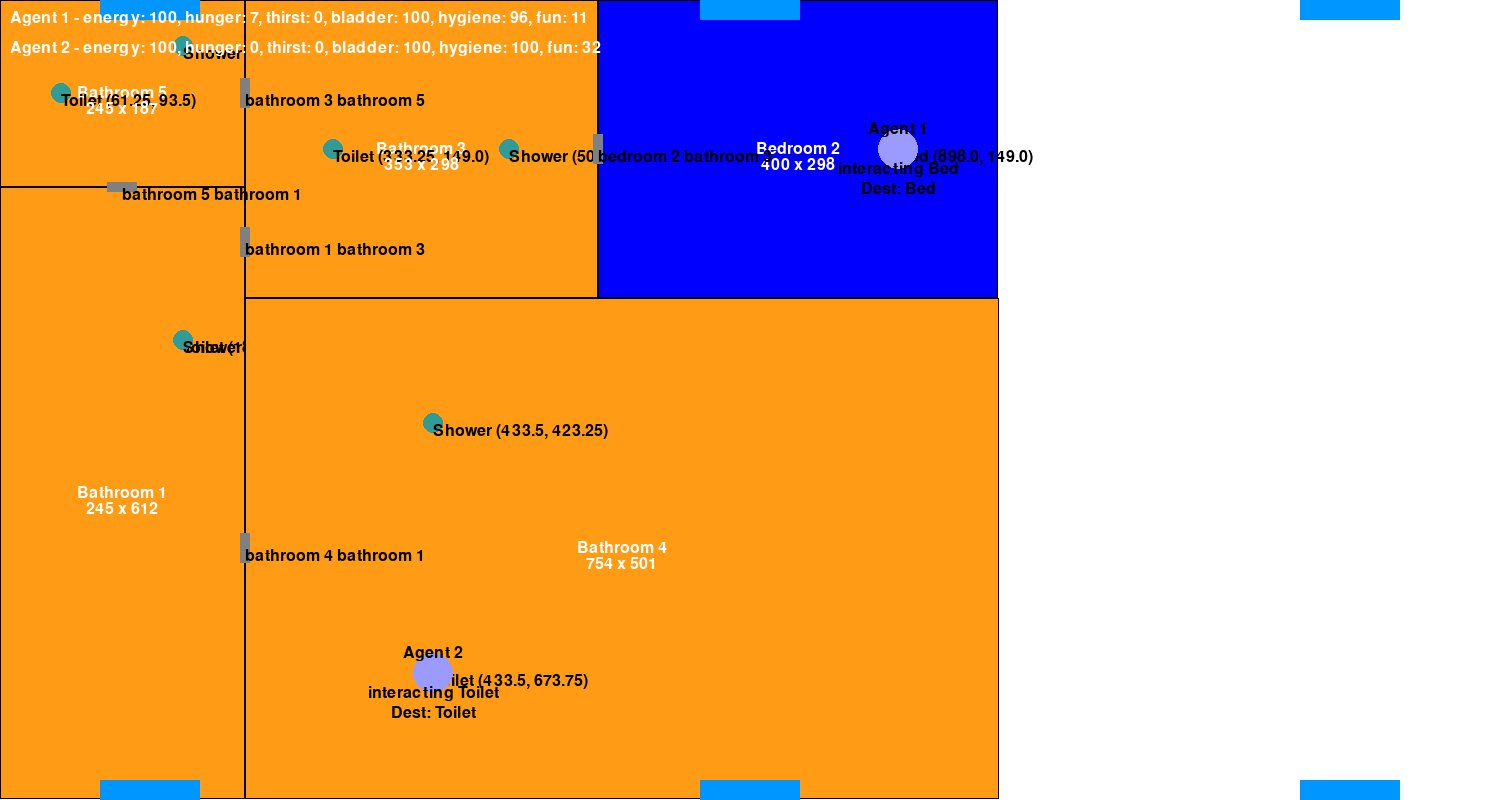 Agent 1 - energy: 100, hunger: 7, thirst: 0, bladder: 100, hygiene: 96, fun: 11
Agent 2 - energy: 100, hunger: 0, thirst: 0, bladder: 100, hygiene: 100, fun: 32
Shower
Bathroom 5
245 x 187
Toilet (61.25, 93.5)
bathroom 3 bathroom 5
Bathroom 3
353 x 298
Toilet (333.25, 149.0)
Shower (50
bedroom 2 bathroom
Bedroom 2
400 x 298
Agent 1
d (898.0, 149.0)
interacting Bed
Dest: Bed
bathroom 5 bathroom 1
bathroom 1 bathroom 3
Shower
Shower (433.5, 423.25)
Bathroom 1
245 x 612
bathroom 4 bathroom 1
Bathroom 4
754 x 501
Agent 2
ilet (433.5, 673.75)
interacting Toilet
Dest: Toilet